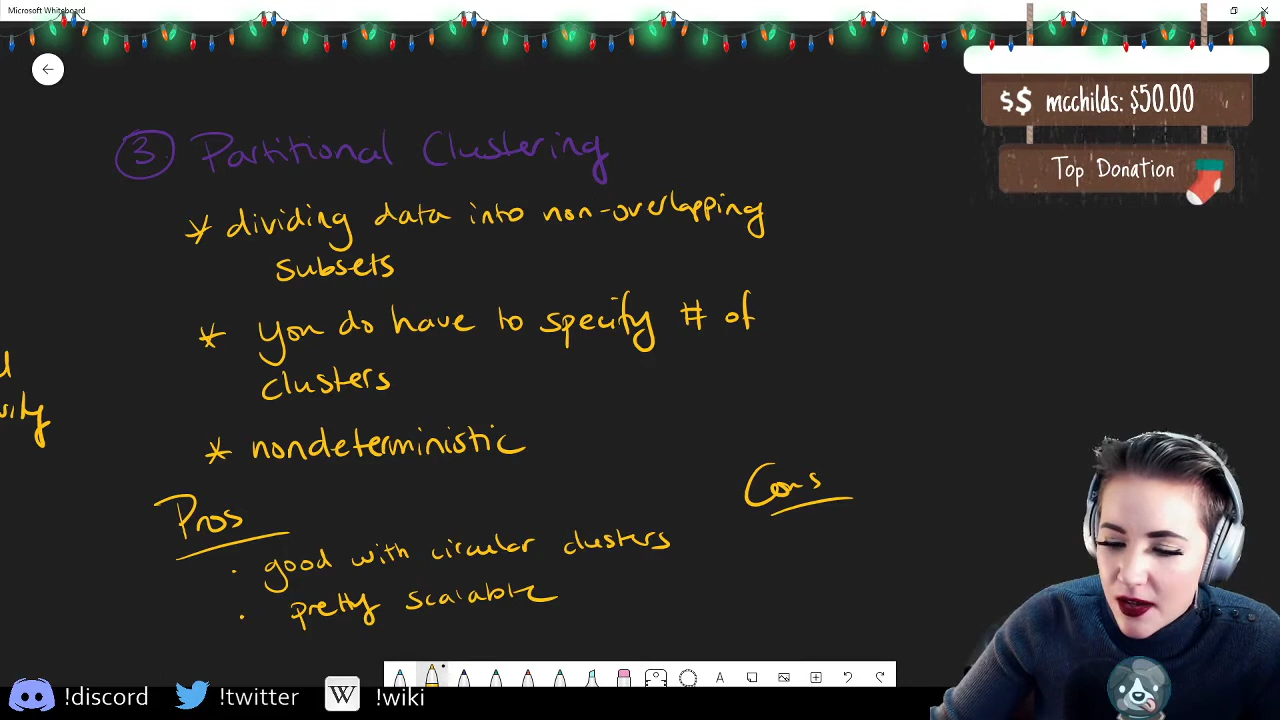 Microsoft Whiteboard
$$ mcchilds: $50.00
Top Donation
3 Partitional Clustering
* dividing data into non-overlapping
subsets
* you do have to specify # of
clusters
* nondeterministic
Pros
· good with circular clusters
· pretty scalable
Cons
A
!discord
!twitter
W !wiki